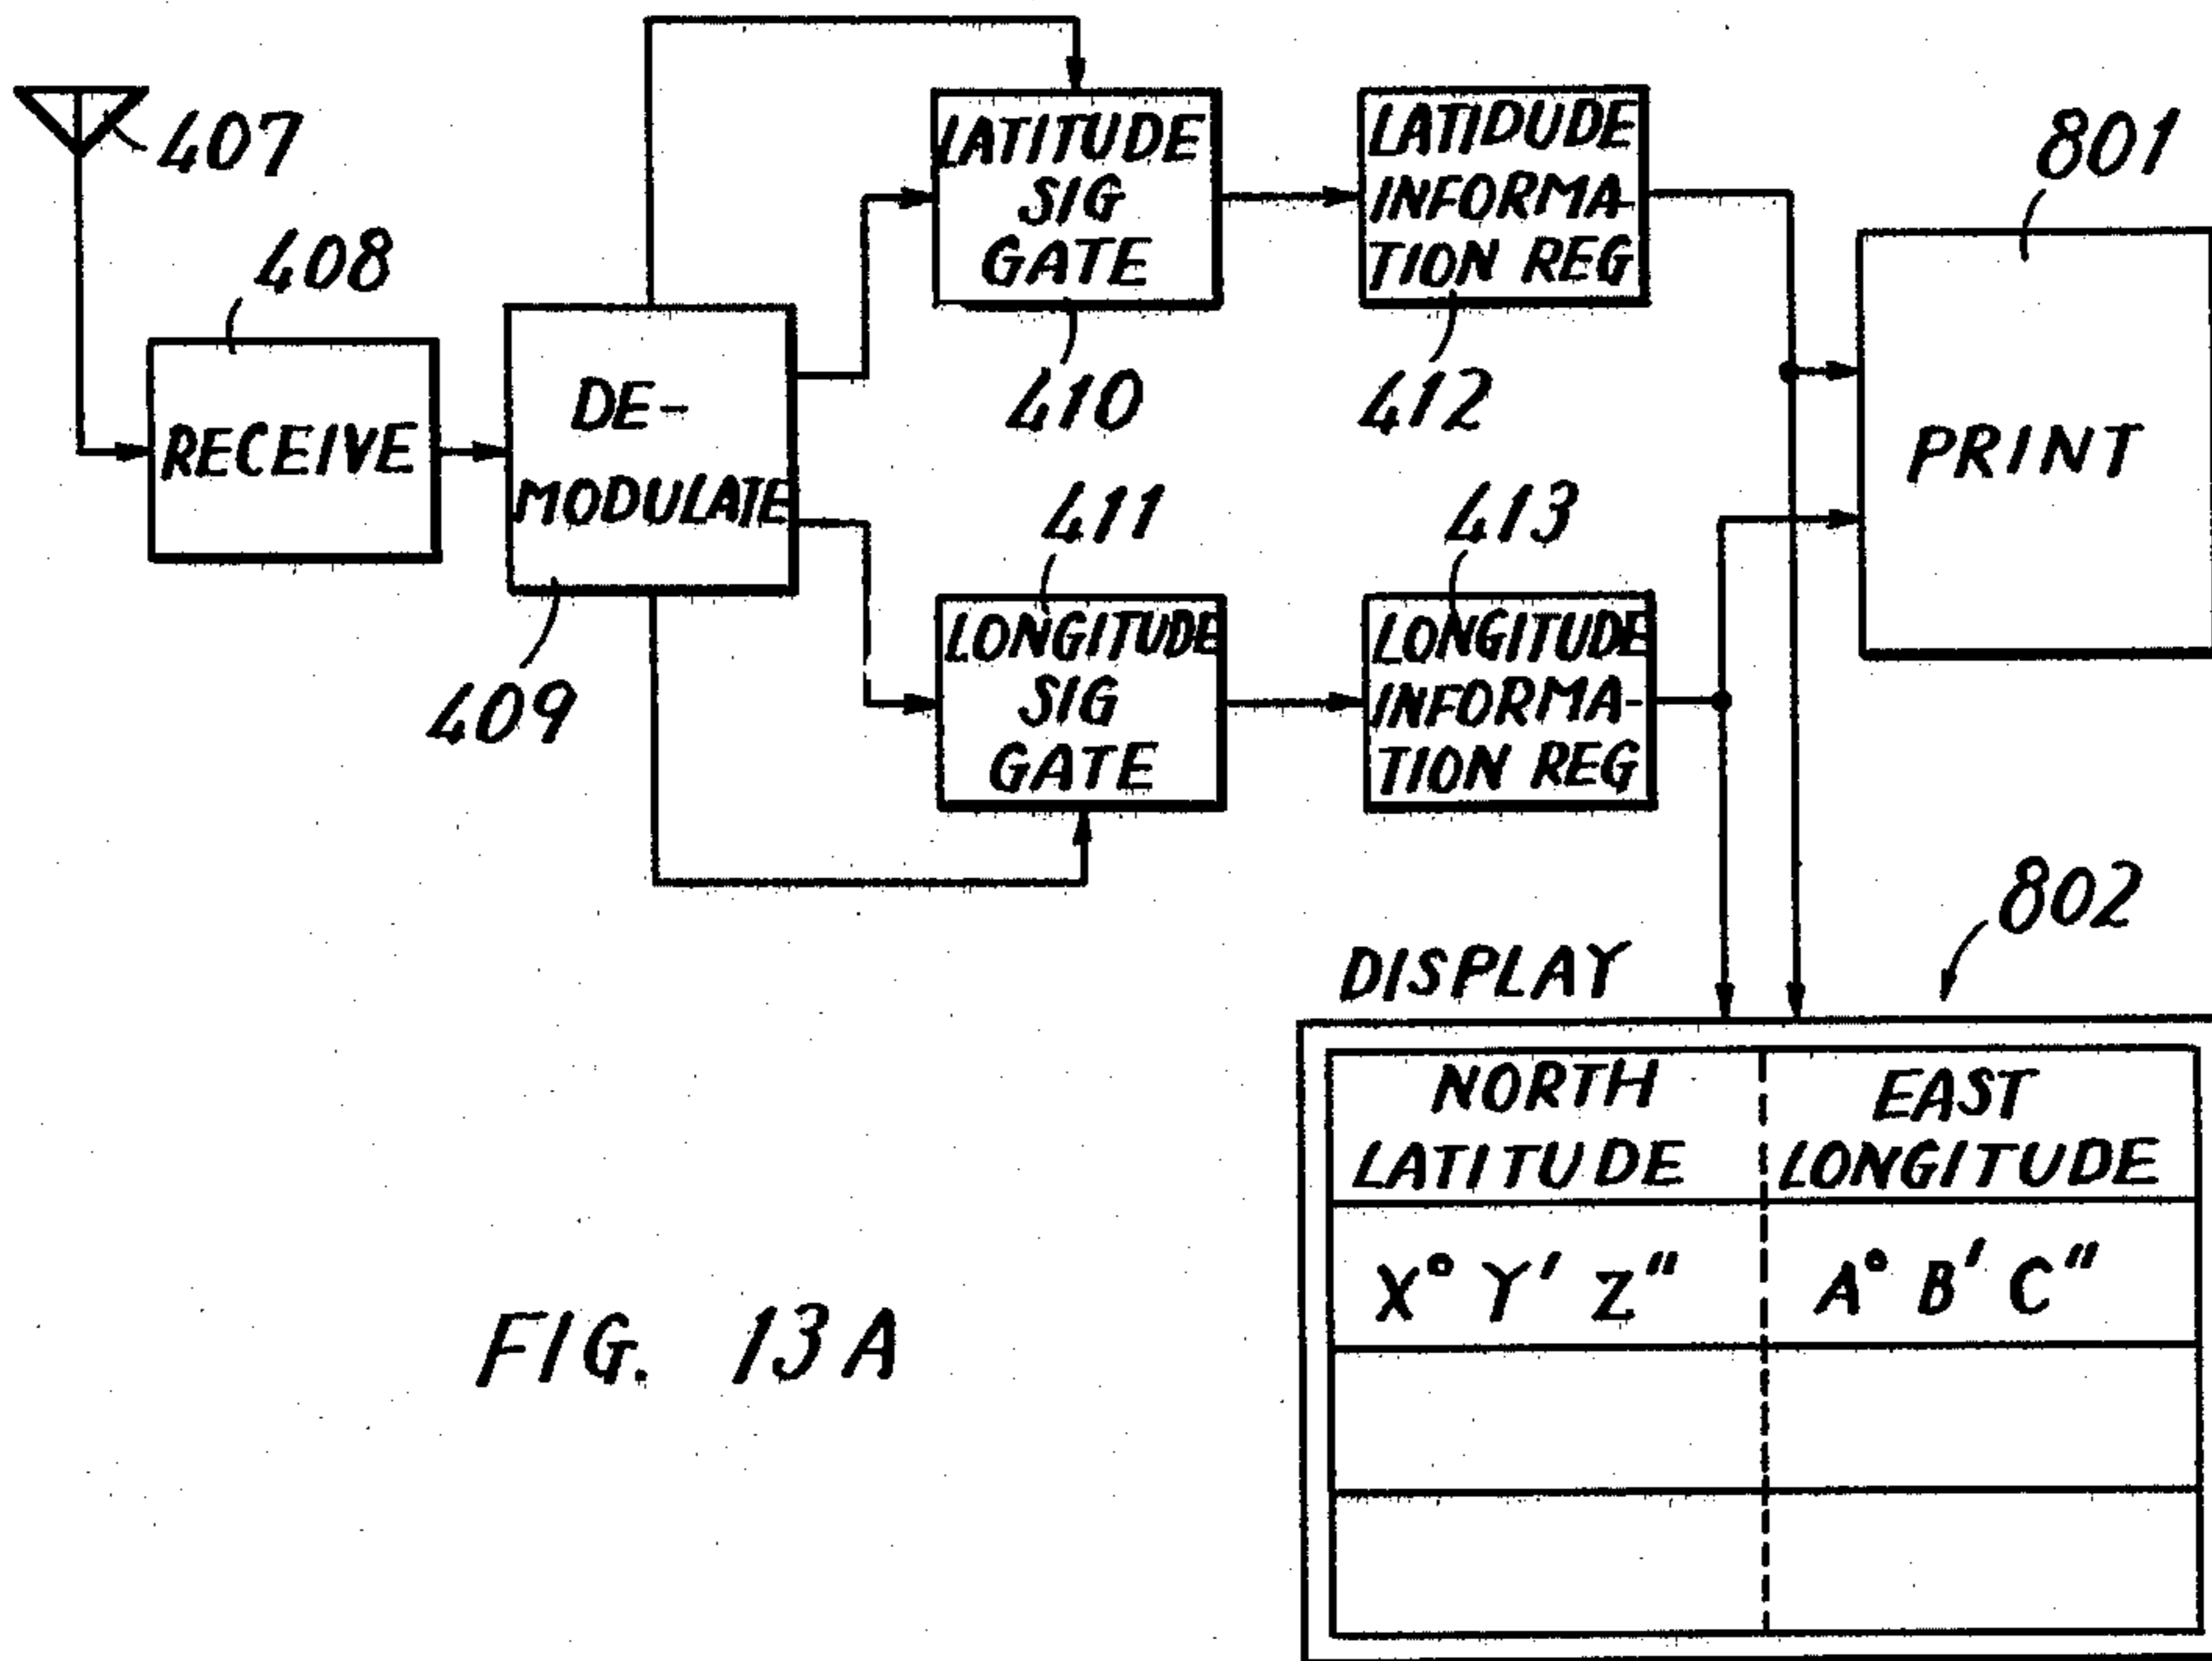 407
408
RECEIVE
DE-
MODULATE
409
LATITUDE
SIG
GATE
410
LATIDUDE
INFORMA-
TION REG
412
801
PRINT
411
LONGITUDE
SIG
GATE
413
LONGITUDE
INFORMA-
TION REG
802
DISPLAY
NORTH
LATITUDE
EAST
LONGITUDE
X° Y' Z"
A° B' C"
FIG. 13A